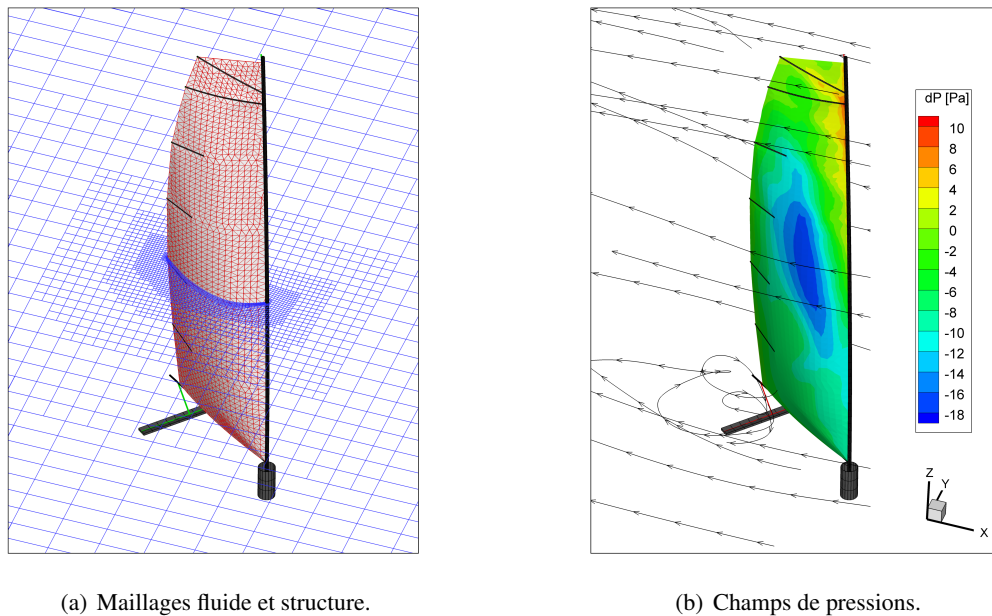 dP [Pa]
10
8
6
4
2
0
-2
-4
-6
-8
-10
-12
-14
-16
-18
Z
Y
X
(a) Maillages fluide et structure.
(b) Champs de pressions.